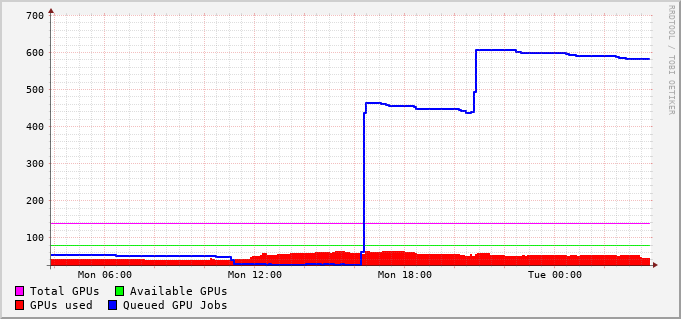 700
600
500
400
300
200
100
Mon 06:00 Mon 12:00 Mon 18:00 Tue 00:00
Total GPUs Available GPUs
GPUs used Queued GPU Jobs
RRDTOOL / TOBI OETIKER